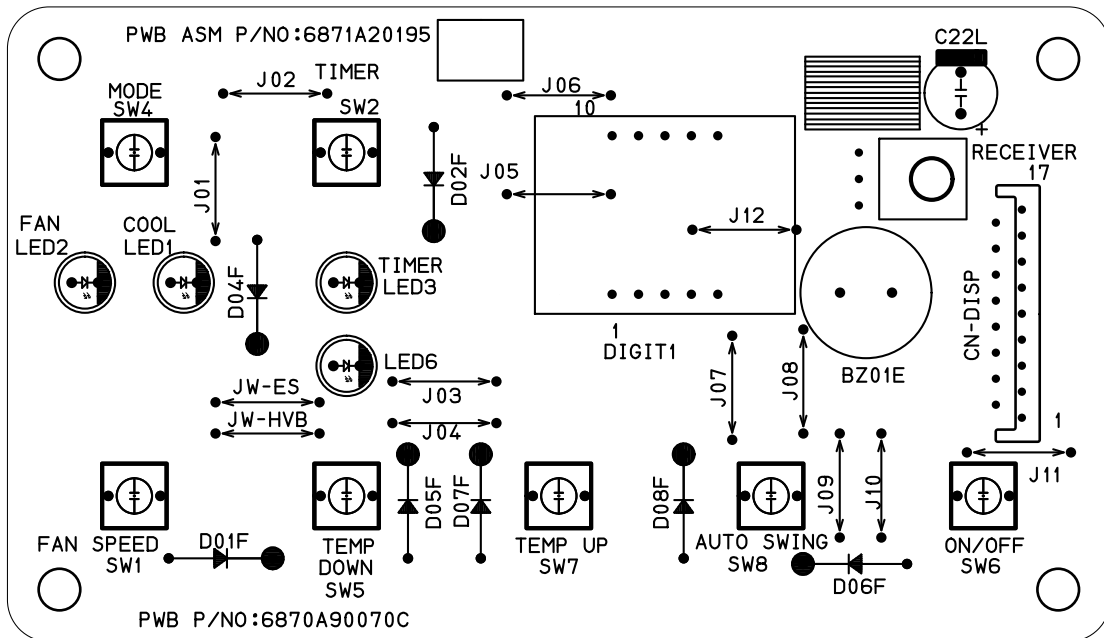 PWB ASM P/NO:6871A20195
C22L
+
MODE
SW4
J02
TIMER
SW2
J06
10
RECEIVER
17
J01
D02F
J05
J12
FAN
LED2
COOL
LED1
D04F
TIMER
LED3
CN-DISP
1
DIGIT1
LED6
BZ01E
J07
J08
JW-ES
J03
JW-HVB
J04
1
J11
D05F
D07F
D08F
J09
J10
FAN SPEED
SW1
D01F
TEMP
DOWN
SW5
TEMP UP
SW7
AUTO SWING
SW8
D06F
ON/OFF
SW6
PWB P/NO:6870A90070C